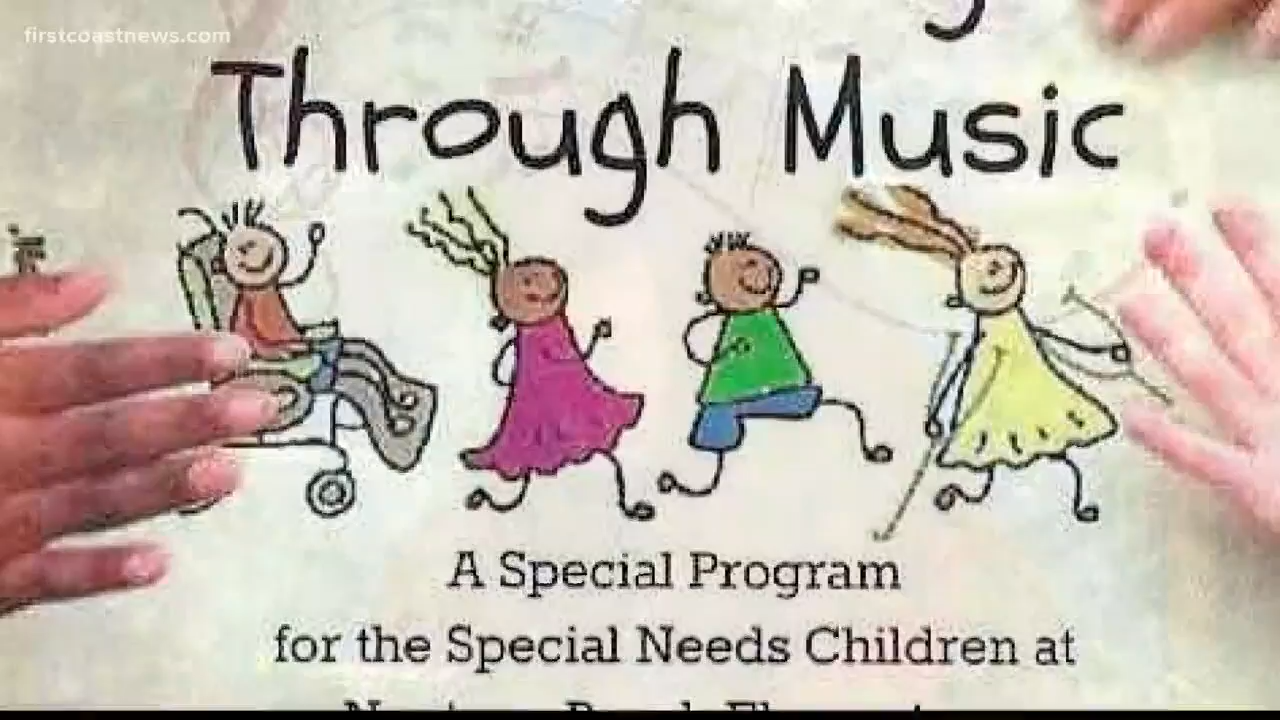 firstcoastnews.com
Through Music
A Special Program
for the Special Needs Children at